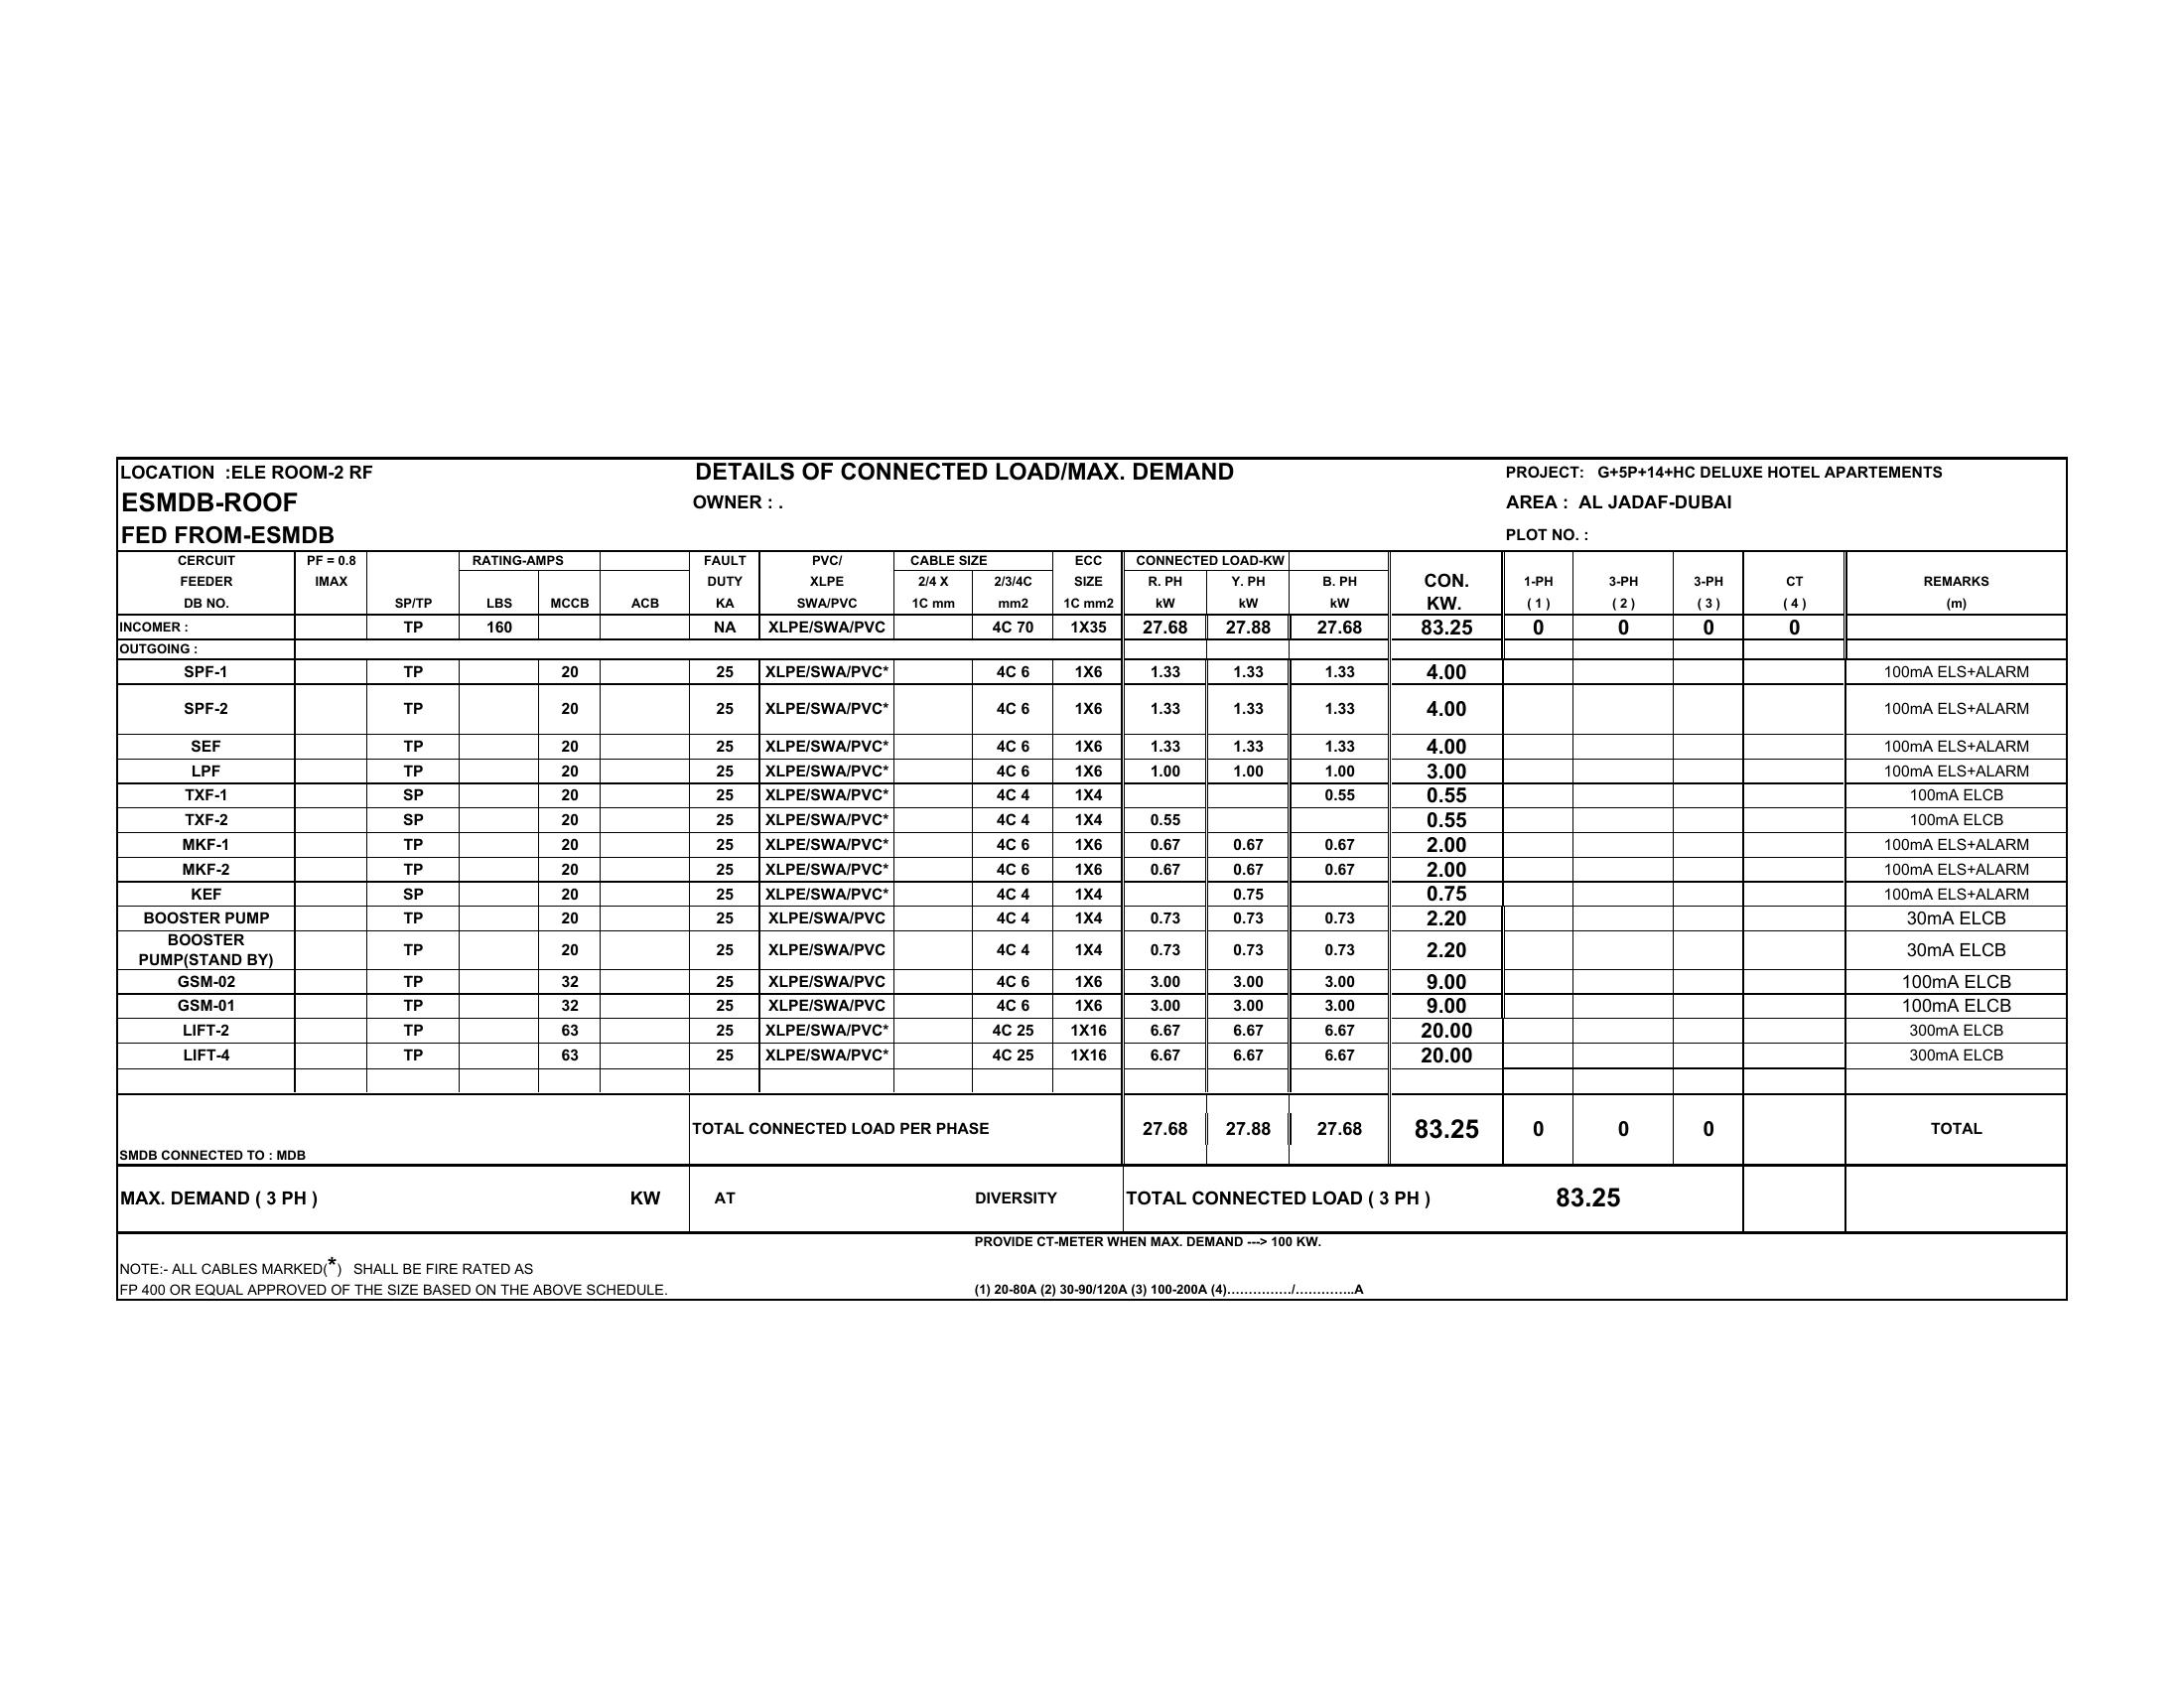 LOCATION :ELE ROOM-2 RF DETAILS OF CONNECTED LOAD/MAX. DEMAND PROJECT: G+5P+14+HC DELUXE HOTEL APARTEMENTS
ESMDB-ROOF OWNER : . AREA : AL JADAF-DUBAI
FED FROM-ESMDB PLOT NO. :
CERCUIT PF = 0.8 RATING-AMPS FAULT PVC/ CABLE SIZE ECC CONNECTED LOAD-KW
FEEDER IMAX DUTY XLPE 2/4 X 2/3/4C SIZE R. PH Y. PH B. PH CON. 1-PH 3-PH 3-PH CT REMARKS
DB NO. SP/TP LBS MCCB ACB KA SWA/PVC 1C mm mm2 1C mm2 kW kW kW KW. ( 1 ) ( 2 ) ( 3 ) ( 4 ) (m)
INCOMER : TP 160 NA XLPE/SWA/PVC 4C 70 1X35 27.68 27.88 27.68 83.25 0 0 0 0
OUTGOING :
SPF-1 TP 20 25 XLPE/SWA/PVC* 4C 6 1X6 1.33 1.33 1.33 4.00 100mA ELS+ALARM
SPF-2 TP 20 25 XLPE/SWA/PVC* 4C 6 1X6 1.33 1.33 1.33 4.00 100mA ELS+ALARM
SEF TP 20 25 XLPE/SWA/PVC* 4C 6 1X6 1.33 1.33 1.33 4.00 100mA ELS+ALARM
LPF TP 20 25 XLPE/SWA/PVC* 4C 6 1X6 1.00 1.00 1.00 3.00 100mA ELS+ALARM
TXF-1 SP 20 25 XLPE/SWA/PVC* 4C 4 1X4 0.55 0.55 100mA ELCB
TXF-2 SP 20 25 XLPE/SWA/PVC* 4C 4 1X4 0.55 0.55 100mA ELCB
MKF-1 TP 20 25 XLPE/SWA/PVC* 4C 6 1X6 0.67 0.67 0.67 2.00 100mA ELS+ALARM
MKF-2 TP 20 25 XLPE/SWA/PVC* 4C 6 1X6 0.67 0.67 0.67 2.00 100mA ELS+ALARM
KEF SP 20 25 XLPE/SWA/PVC* 4C 4 1X4 0.75 0.75 100mA ELS+ALARM
BOOSTER PUMP TP 20 25 XLPE/SWA/PVC 4C 4 1X4 0.73 0.73 0.73 2.20 30mA ELCB
BOOSTER
PUMP(STAND BY) TP 20 25 XLPE/SWA/PVC 4C 4 1X4 0.73 0.73 0.73 2.20 30mA ELCB
GSM-02 TP 32 25 XLPE/SWA/PVC 4C 6 1X6 3.00 3.00 3.00 9.00 100mA ELCB
GSM-01 TP 32 25 XLPE/SWA/PVC 4C 6 1X6 3.00 3.00 3.00 9.00 100mA ELCB
LIFT-2 TP 63 25 XLPE/SWA/PVC* 4C 25 1X16 6.67 6.67 6.67 20.00 300mA ELCB
LIFT-4 TP 63 25 XLPE/SWA/PVC* 4C 25 1X16 6.67 6.67 6.67 20.00 300mA ELCB
TOTAL CONNECTED LOAD PER PHASE 27.68 27.88 27.68 83.25 0 0 0 TOTAL
SMDB CONNECTED TO : MDB
MAX. DEMAND ( 3 PH ) KW AT DIVERSITY TOTAL CONNECTED LOAD ( 3 PH ) 83.25
PROVIDE CT-METER WHEN MAX. DEMAND ---> 100 KW.
NOTE:- ALL CABLES MARKED(*) SHALL BE FIRE RATED AS
FP 400 OR EQUAL APPROVED OF THE SIZE BASED ON THE ABOVE SCHEDULE. (1) 20-80A (2) 30-90/120A (3) 100-200A (4)……………/…………..A